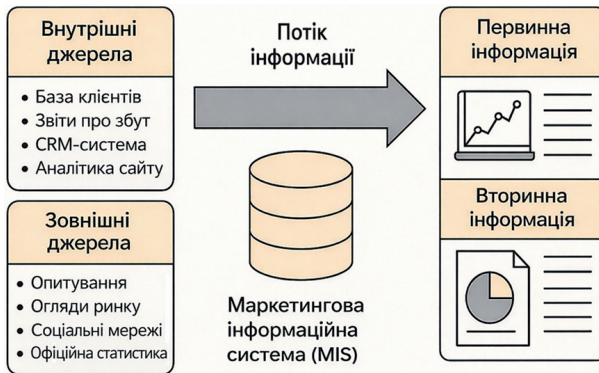 Внутрішні
джерела
• База клієнтів
• Звіти про збут
• CRM-система
• Аналітика сайту
Зовнішні
джерела
• Опитування
• Огляди ринку
• Соціальні мережі
• Офіційна статистика
Потік
інформації
Маркетингова
інформаційна
система (MIS)
Первинна
інформація
Вторинна
інформація